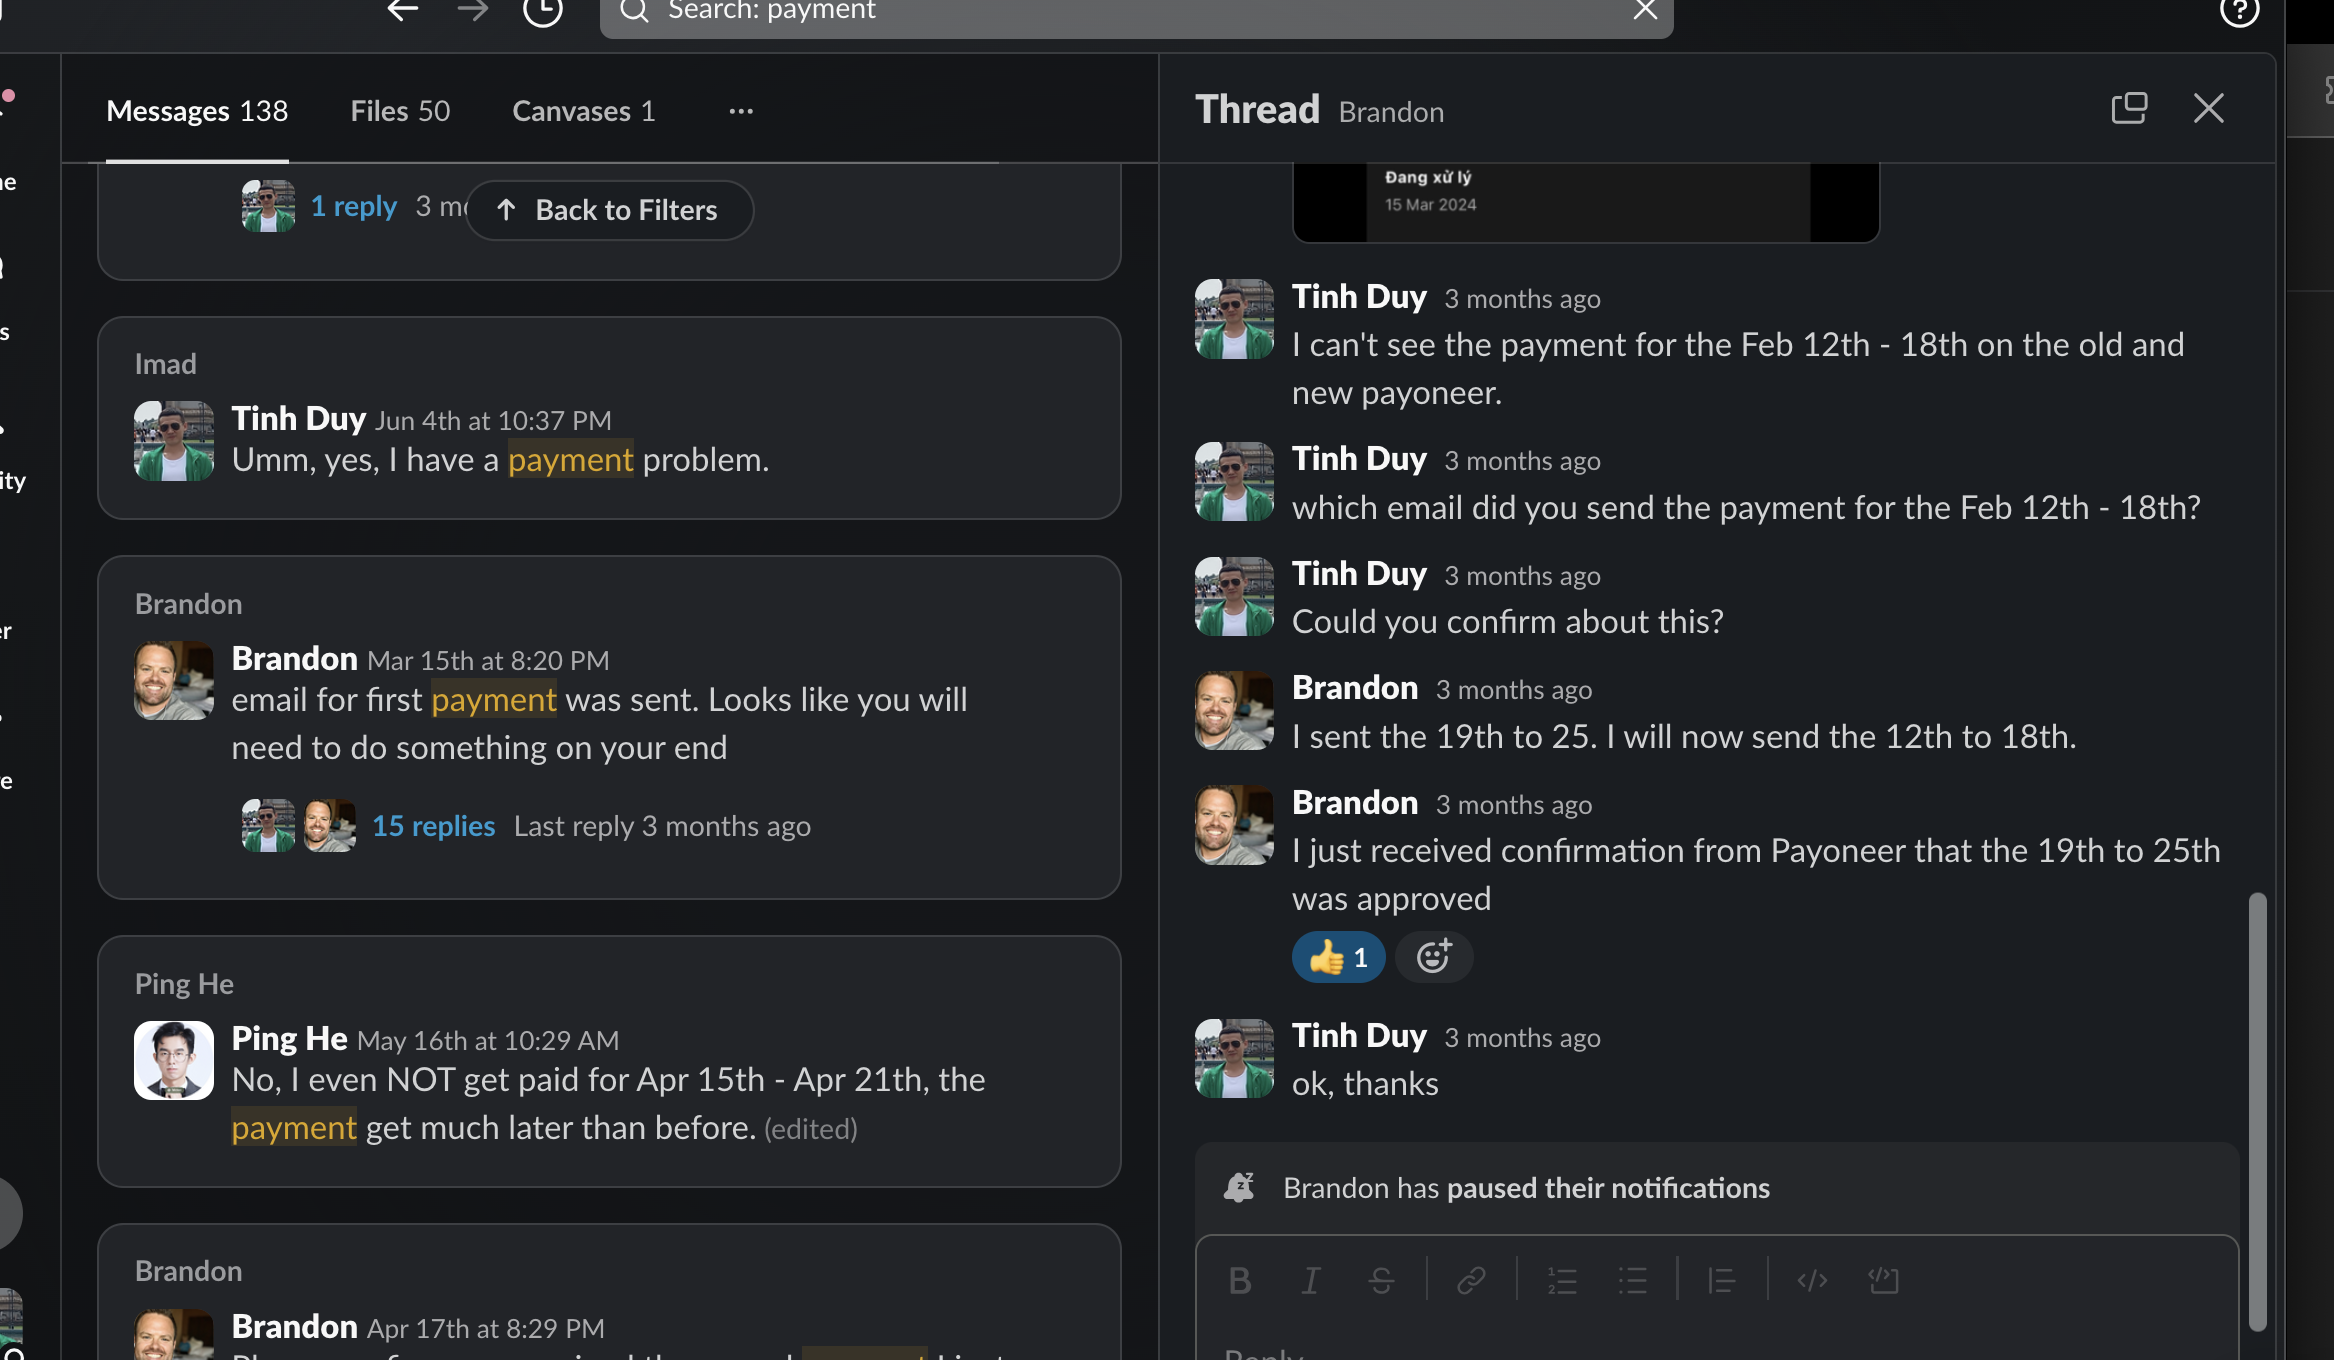 Search: payment
Messages 138
Files 50
Canvases 1
1 reply
Back to Filters
Imad
Tinh Duy Jun 4th at 10:37 PM
Umm, yes, I have a payment problem.
Brandon
Brandon Mar 15th at 8:20 PM
email for first payment was sent. Looks like you will
need to do something on your end
15 replies Last reply 3 months ago
Ping He
Ping He May 16th at 10:29 AM
No, I even NOT get paid for Apr 15th - Apr 21th, the
payment get much later than before. (edited)
Brandon
Brandon Apr 17th at 8:29 PM
Thread Brandon
Đang xử lý
15 Mar 2024
Tinh Duy 3 months ago
I can't see the payment for the Feb 12th - 18th on the old and
new payoneer.
Tinh Duy 3 months ago
which email did you send the payment for the Feb 12th - 18th?
Tinh Duy 3 months ago
Could you confirm about this?
Brandon 3 months ago
I sent the 19th to 25. I will now send the 12th to 18th.
Brandon 3 months ago
I just received confirmation from Payoneer that the 19th to 25th
was approved
1
Tinh Duy 3 months ago
ok, thanks
Brandon has paused their notifications